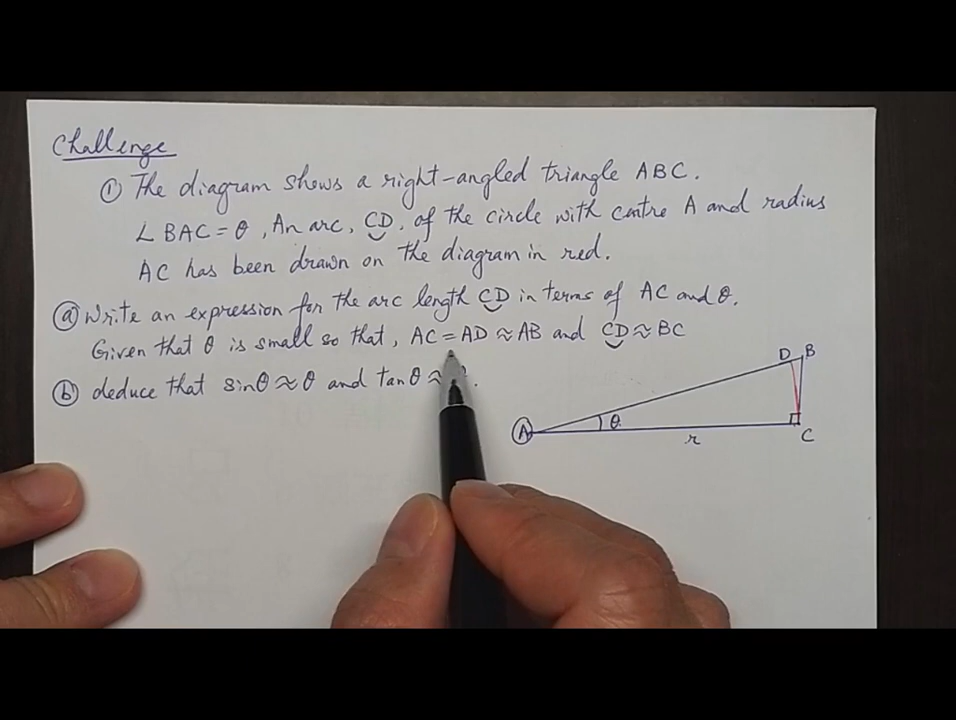 Challenge
① The diagram shows a right-angled triangle ABC.
∠BAC = θ, An arc, CD, of the circle with centre A and radius
AC has been drawn on the diagram in red.
ⓐ Write an expression for the arc length CD in terms of AC and θ.
Given that θ is small so that, AC = AD ≈ AB and CD ≈ BC
ⓑ deduce that sinθ ≈ θ and tanθ ≈ .
D B
A θ C
r